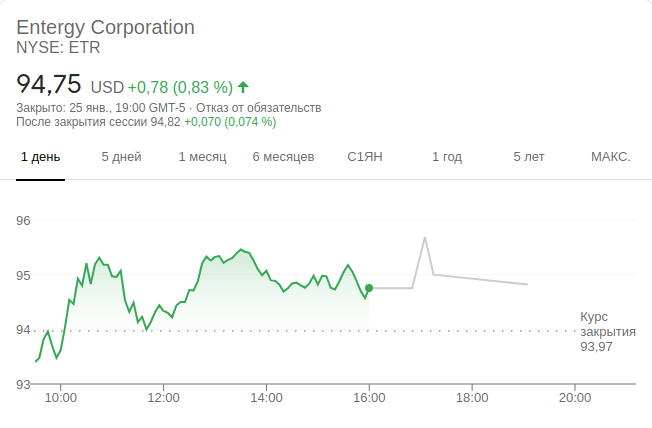 Entergy Corporation
NYSE: ETR
94,75 USD +0,78 (0,83 %)
Закрыто: 25 янв., 19:00 GMT-5 · Отказ от обязательств
После закрытия сессии 94,82 +0,070 (0,074 %)
1 день 5 дней 1 месяц 6 месяцев С1ЯН 1 год 5 лет МАКС.
96
95
94
93
Курс
закрытия
93,97
10:00 12:00 14:00 16:00 18:00 20:00